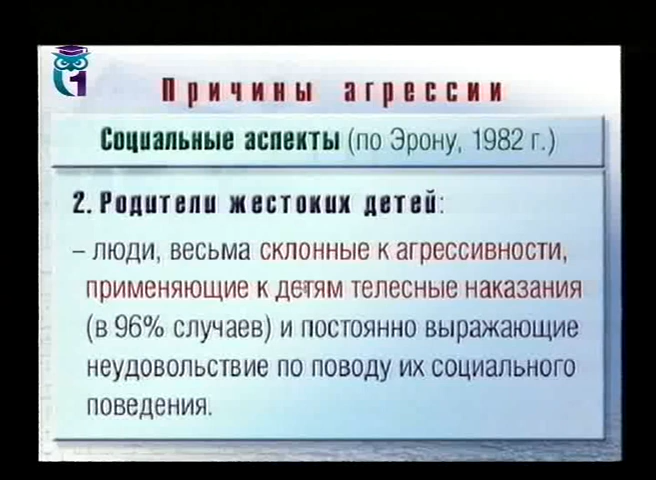 1
Причины агрессии
Социальные аспекты (по Эрону, 1982 г.)
2. Родители жестоких детей:
– люди, весьма склонные к агрессивности,
применяющие к детям телесные наказания
(в 96% случаев) и постоянно выражающие
неудовольствие по поводу их социального
поведения.